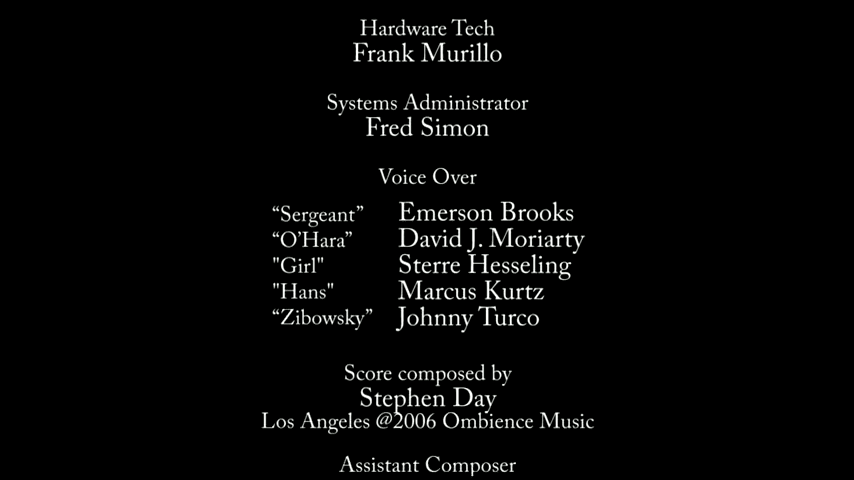 Hardware Tech
Frank Murillo
Systems Administrator
Fred Simon
Voice Over
“Sergeant” Emerson Brooks
“O’Hara” David J. Moriarty
"Girl" Sterre Hesseling
"Hans" Marcus Kurtz
“Zibowsky” Johnny Turco
Score composed by
Stephen Day
Los Angeles @2006 Ombience Music
Assistant Composer